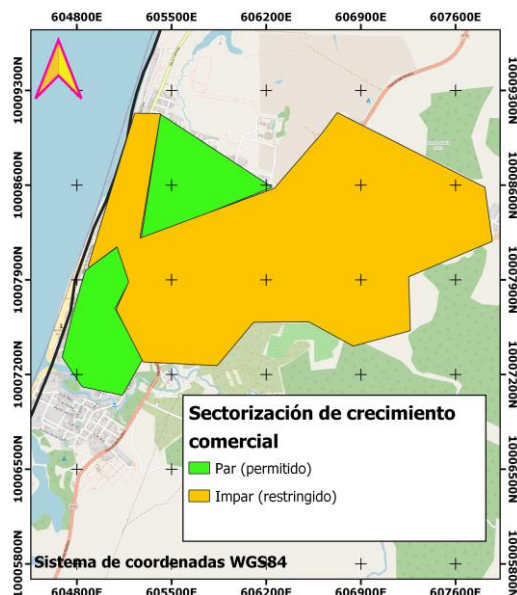 604800E 605500E 606200E 606900E 607600E
10009300N 10009300N
10008600N 10008600N
10007900N 10007900N
10007200N 10007200N
10006500N 10006500N
10005800N 10005800N
Sectorización de crecimiento
comercial
Par (permitido)
Impar (restringido)
Sistema de coordenadas WGS84
604800E 605500E 606200E 606900E 607600E